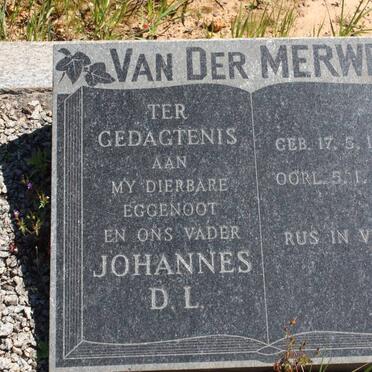 VAN DER MERW
TER
GEDAGTENIS
AAN
MY DIERBARE
EGGENOOT
EN ONS VADER
JOHANNES
D. L.
GEB. 17. 5. 1
OORL. 5. 1.
RUS IN V